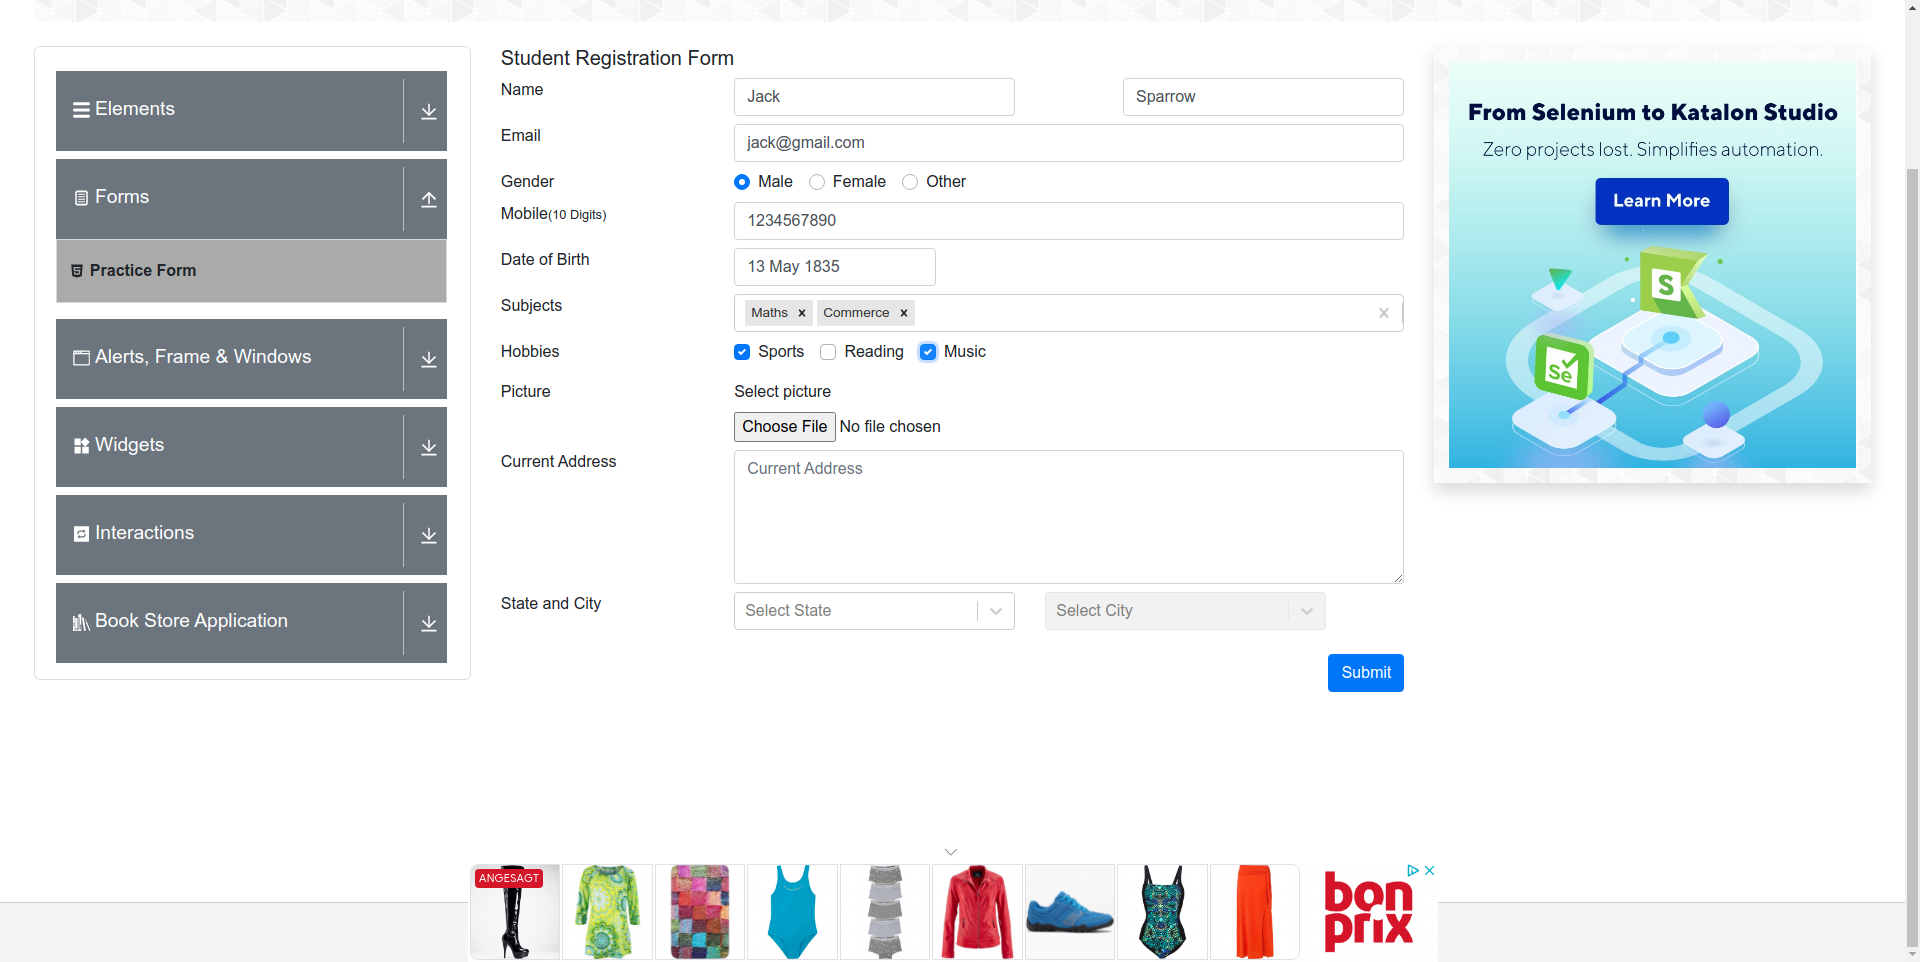 Elements
Forms
Practice Form
Alerts, Frame & Windows
Widgets
Interactions
Book Store Application
Student Registration Form
Name
Jack
Sparrow
Email
jack@gmail.com
Gender
Male
Female
Other
Mobile(10 Digits)
1234567890
Date of Birth
13 May 1835
Subjects
Maths
Commerce
Hobbies
Sports
Reading
Music
Picture
Select picture
Choose File No file chosen
Current Address
Current Address
State and City
Select State
Select City
Submit
From Selenium to Katalon Studio
Zero projects lost. Simplifies automation.
Learn More
S
Se
ANGESAGT
bon
prix